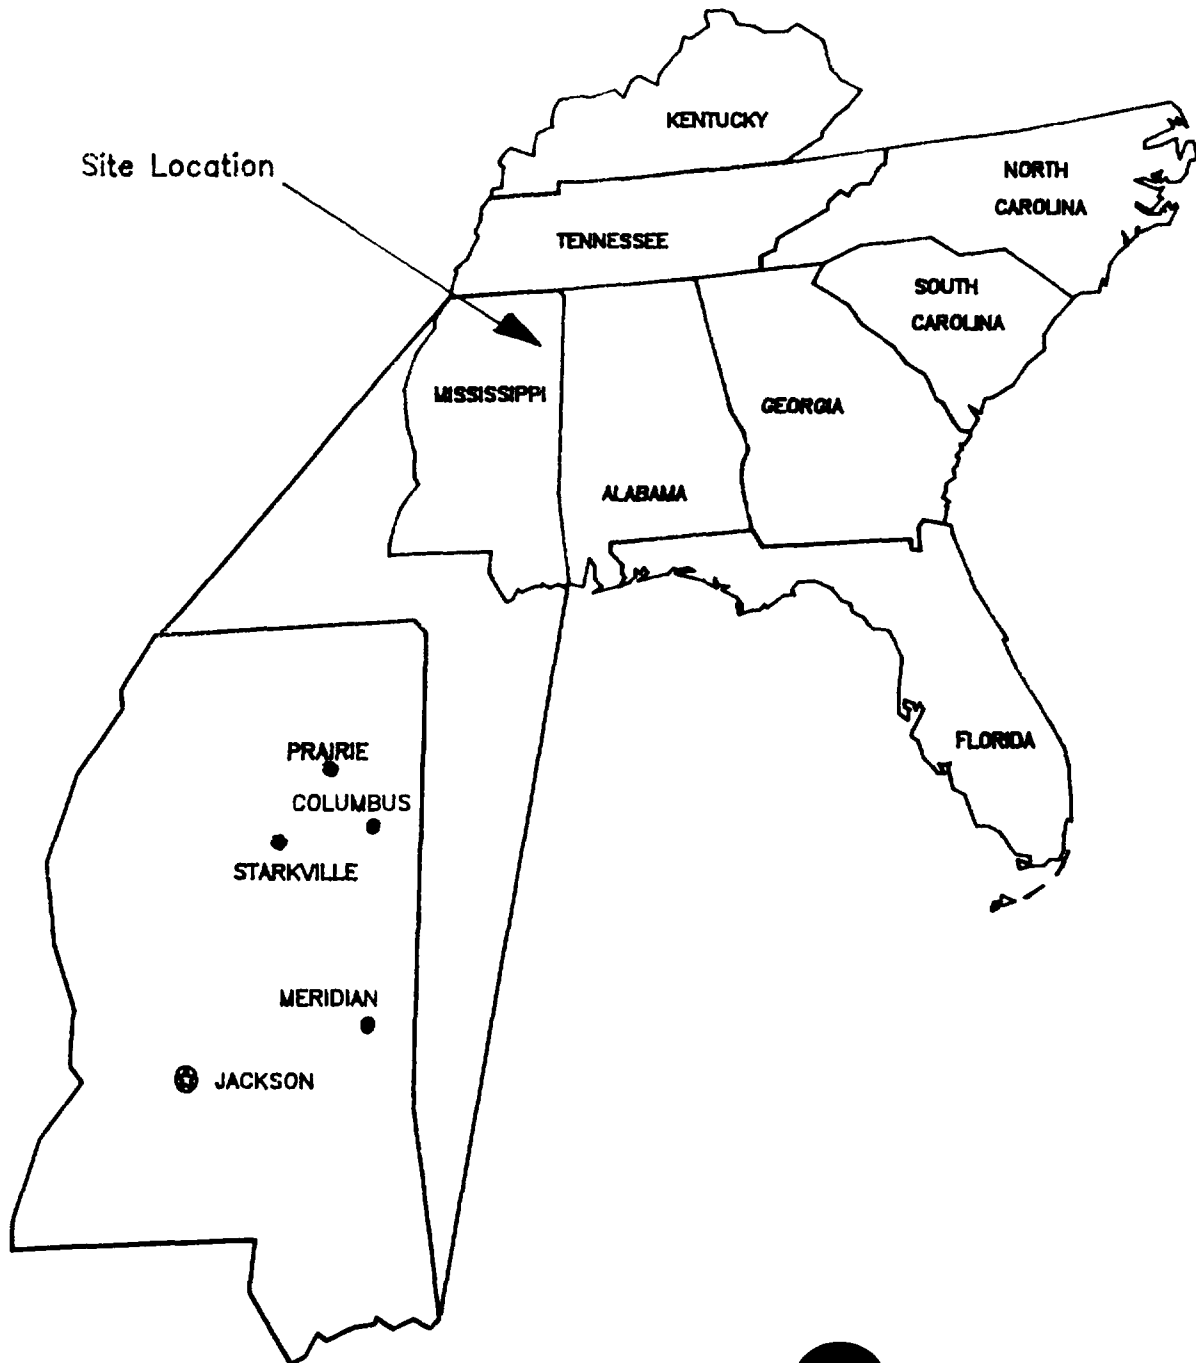 KENTUCKY
Site Location
NORTH
CAROLINA
TENNESSEE
SOUTH
CAROLINA
MISSISSIPPI
GEORGIA
ALABAMA
FLORIDA
PRAIRIE
COLUMBUS
STARKVILLE
MERIDIAN
JACKSON